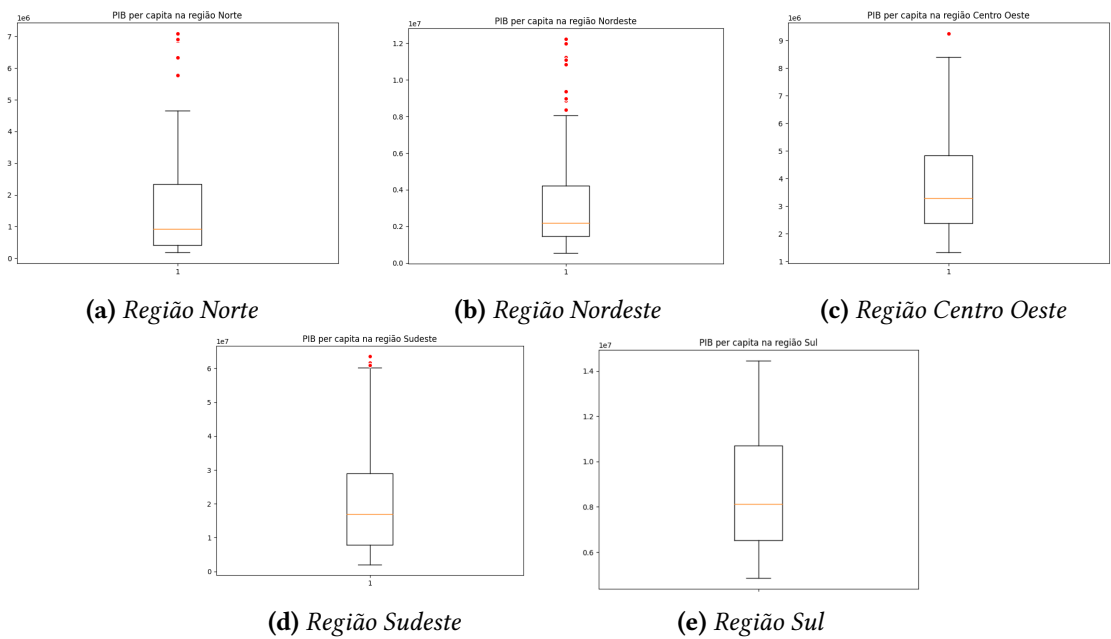 PIB per capita na região Norte
1e6
7
6
5
4
3
2
1
0
1
(a) Região Norte
PIB per capita na região Nordeste
1e7
1.2
1.0
0.8
0.6
0.4
0.2
0.0
1
(b) Região Nordeste
PIB per capita na região Centro Oeste
1e6
9
8
7
6
5
4
3
2
1
1
(c) Região Centro Oeste
PIB per capita na região Sudeste
1e7
6
5
4
3
2
1
0
1
(d) Região Sudeste
PIB per capita na região Sul
1e7
1.4
1.2
1.0
0.8
0.6
(e) Região Sul